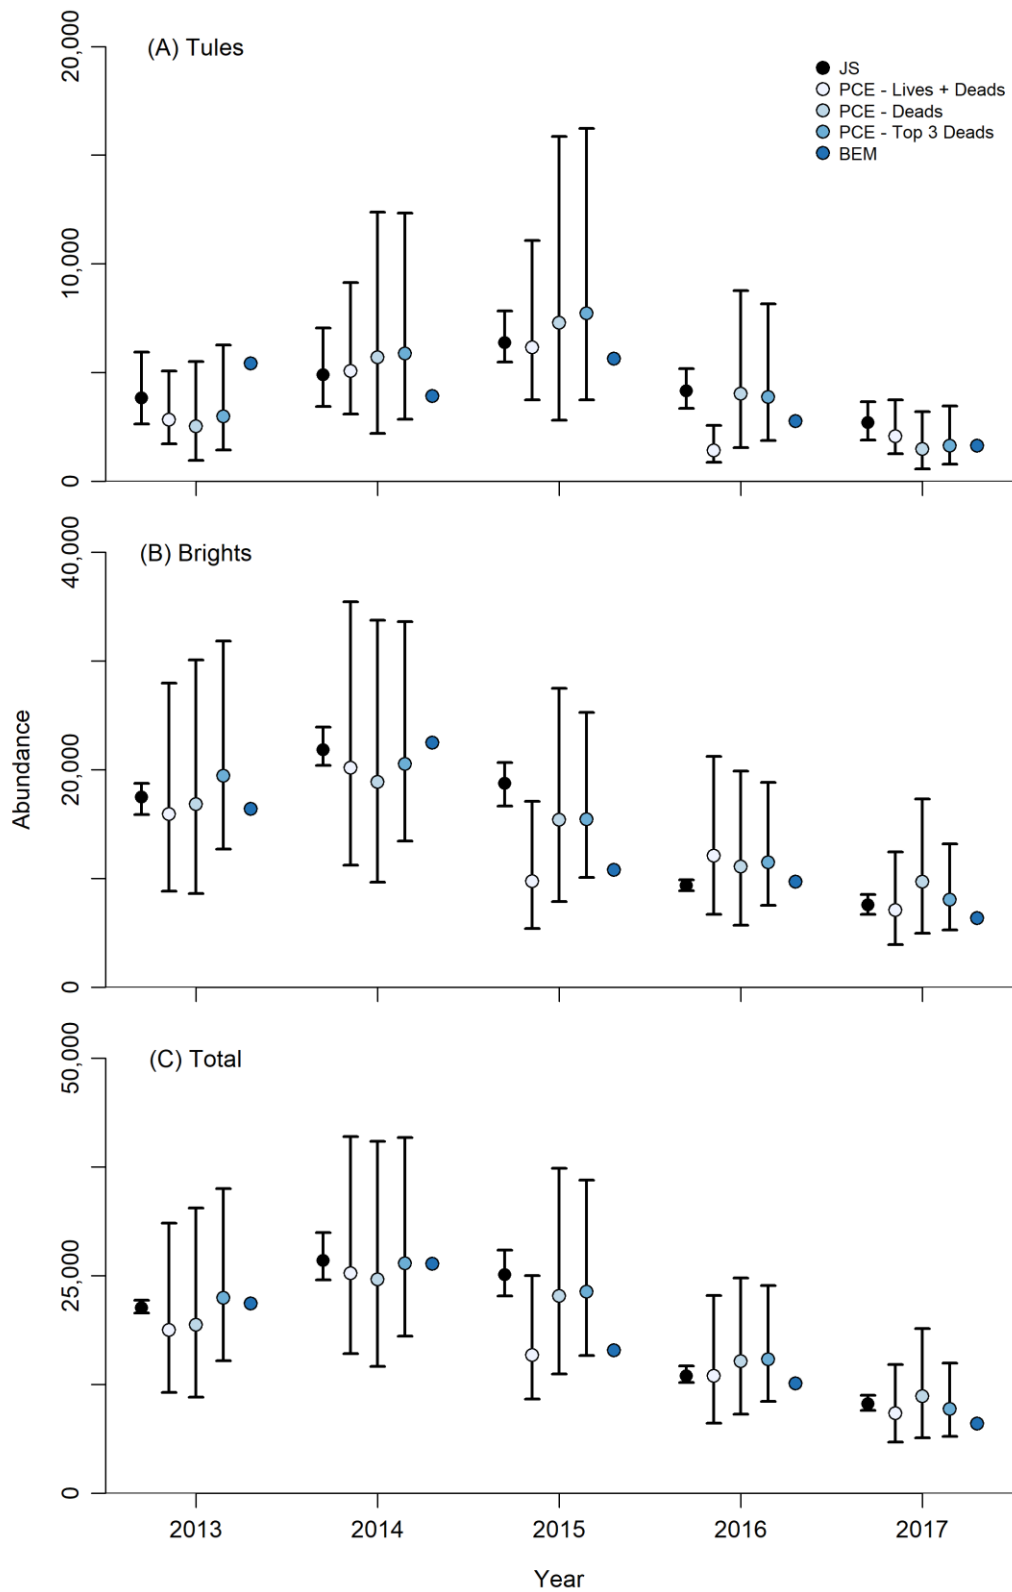 (A) Tules
20,000
10,000
0
JS
PCE - Lives + Deads
PCE - Deads
PCE - Top 3 Deads
BEM
(B) Brights
40,000
20,000
0
Abundance
(C) Total
50,000
25,000
0
2013 2014 2015 2016 2017
Year